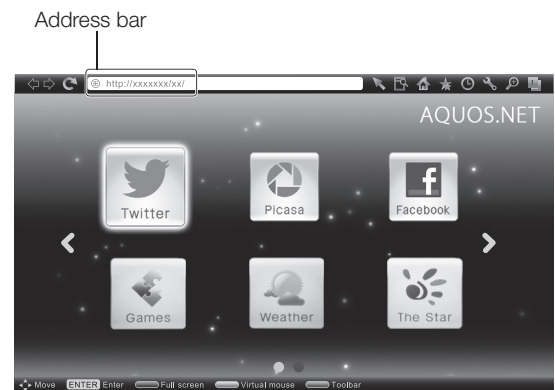 Address bar
http://xxxxxxx/xx/
AQUOS.NET
Twitter Picasa Facebook
Games Weather The Star
Move ENTER Enter Full screen Virtual mouse Toolbar